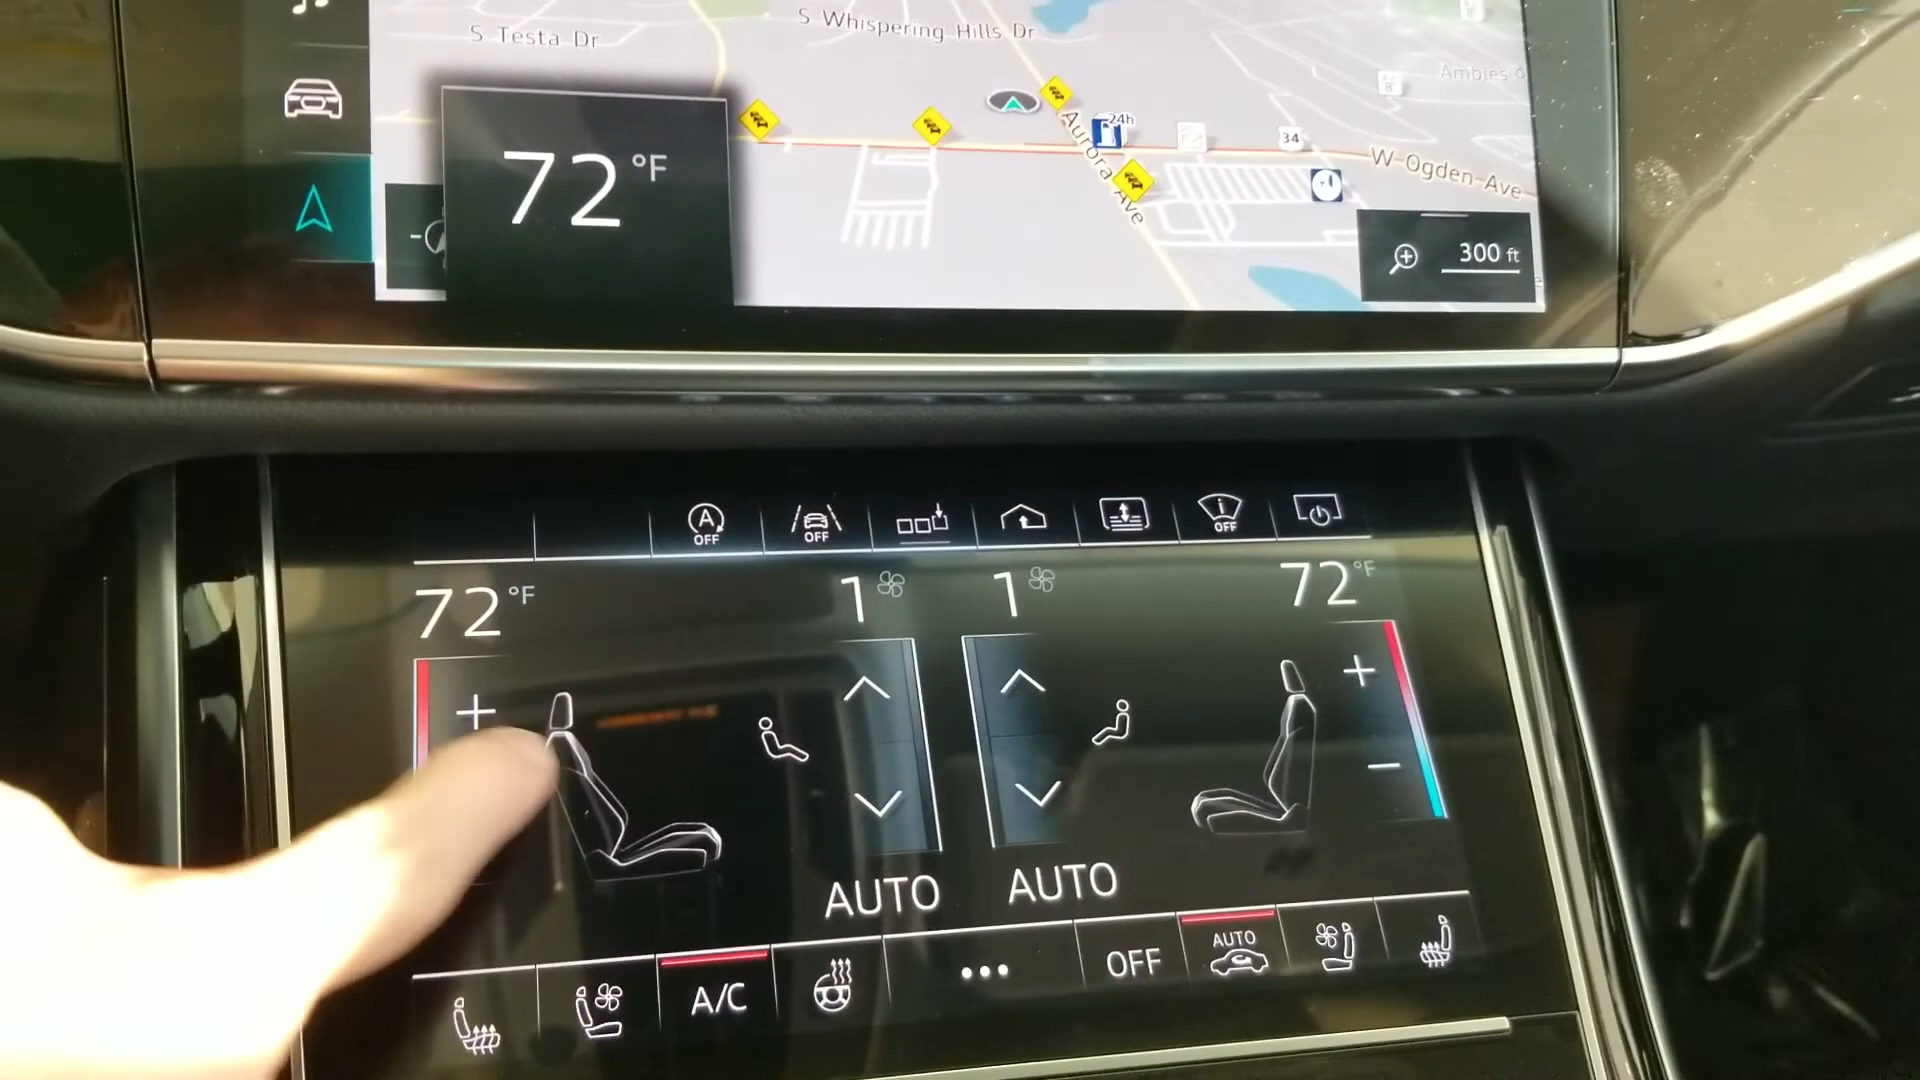 S Testa Dr
S Whispering Hills Dr
72 °F
24h
Aurora Ave
34
W Ogden Ave
Ambles
300 ft
A
OFF
OFF
OFF
72 °F
1
1
72 °F
AUTO
AUTO
A/C
OFF
AUTO